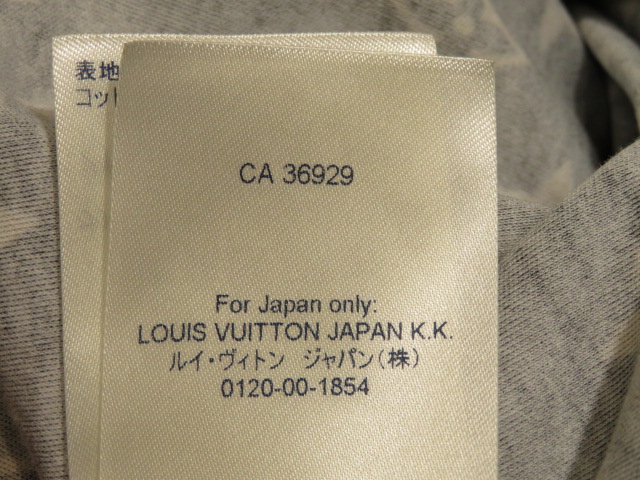 表地
コット
CA 36929
For Japan only:
LOUIS VUITTON JAPAN K.K.
ルイ・ヴィトン ジャパン(株)
0120-00-1854